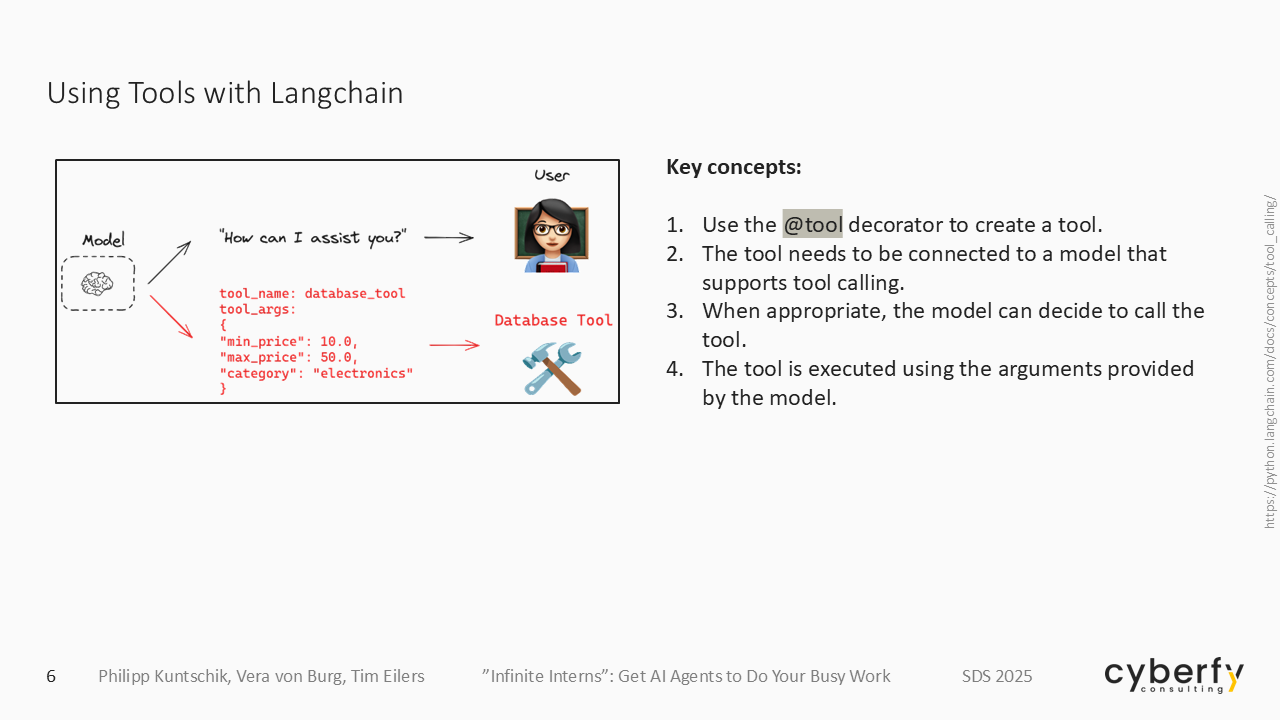 Using Tools with Langchain
User
Model
"How can I assist you?"
tool_name: database_tool
tool_args:
{
"min_price": 10.0,
"max_price": 50.0,
"category": "electronics"
}
Database Tool
Key concepts:
1. Use the @tool decorator to create a tool.
2. The tool needs to be connected to a model that
supports tool calling.
3. When appropriate, the model can decide to call the
tool.
4. The tool is executed using the arguments provided
by the model.
https://python.langchain.com/docs/concepts/tool_calling/
6 Philipp Kuntschik, Vera von Burg, Tim Eilers ”Infinite Interns”: Get AI Agents to Do Your Busy Work SDS 2025
cyberfy
consulting